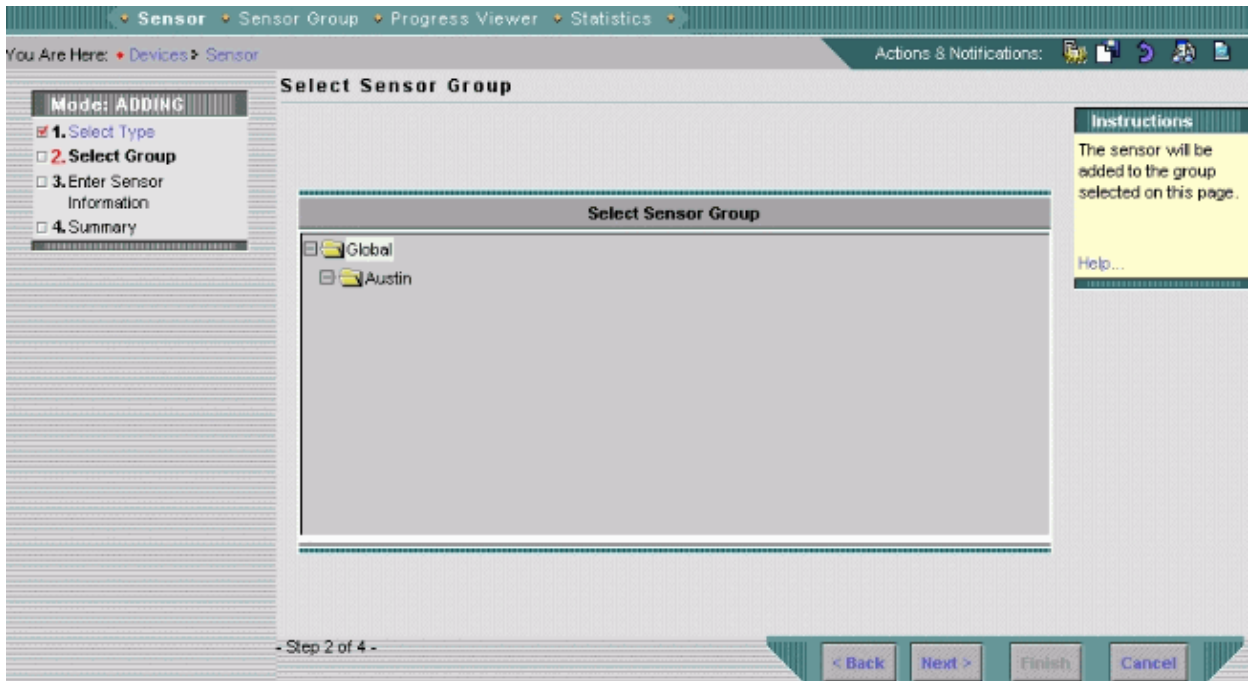 Sensor Sensor Group Progress Viewer Statistics
You Are Here: Devices > Sensor
Actions & Notifications:
Mode: ADDING
1. Select Type
2. Select Group
3. Enter Sensor
Information
4. Summary
Select Sensor Group
Select Sensor Group
Global
Austin
Instructions
The sensor will be
added to the group
selected on this page.
Help...
- Step 2 of 4 -
< Back Next > Finish Cancel